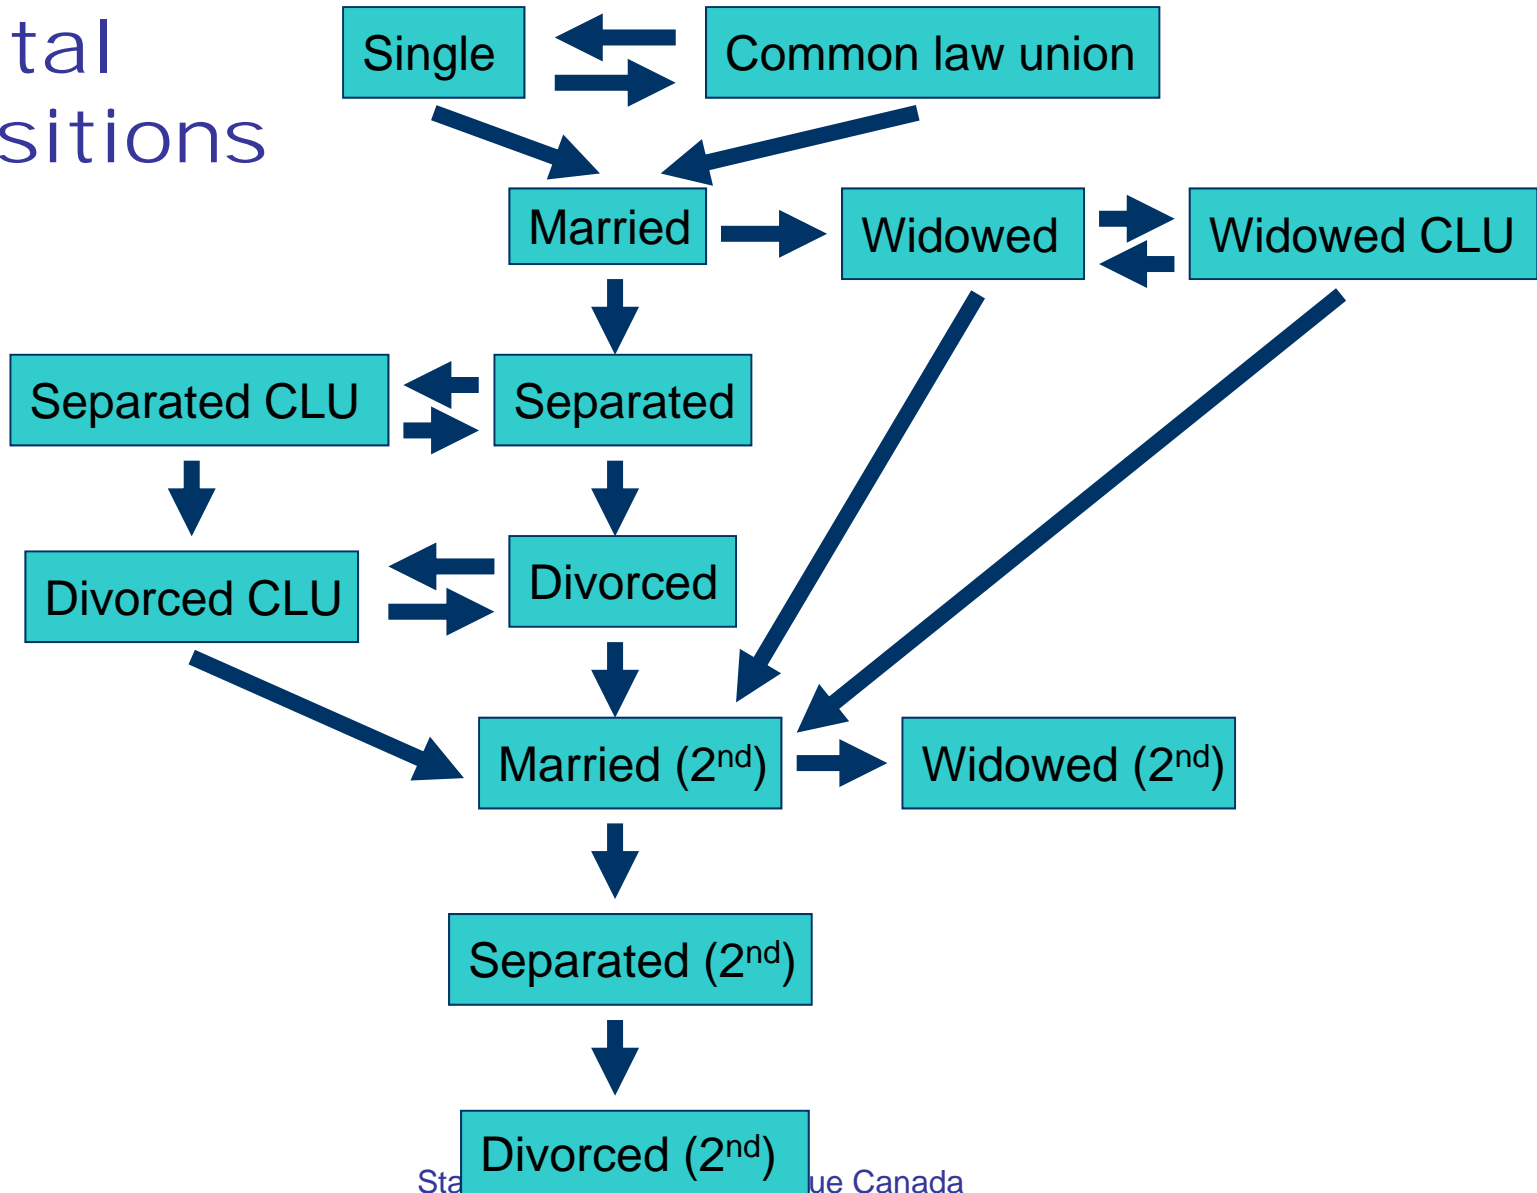 tal
sitions
Single
Common law union
Married
Widowed
Widowed CLU
Separated CLU
Separated
Divorced CLU
Divorced
Married (2nd)
Widowed (2nd)
Separated (2nd)
Divorced (2nd)
Sta ue Canada